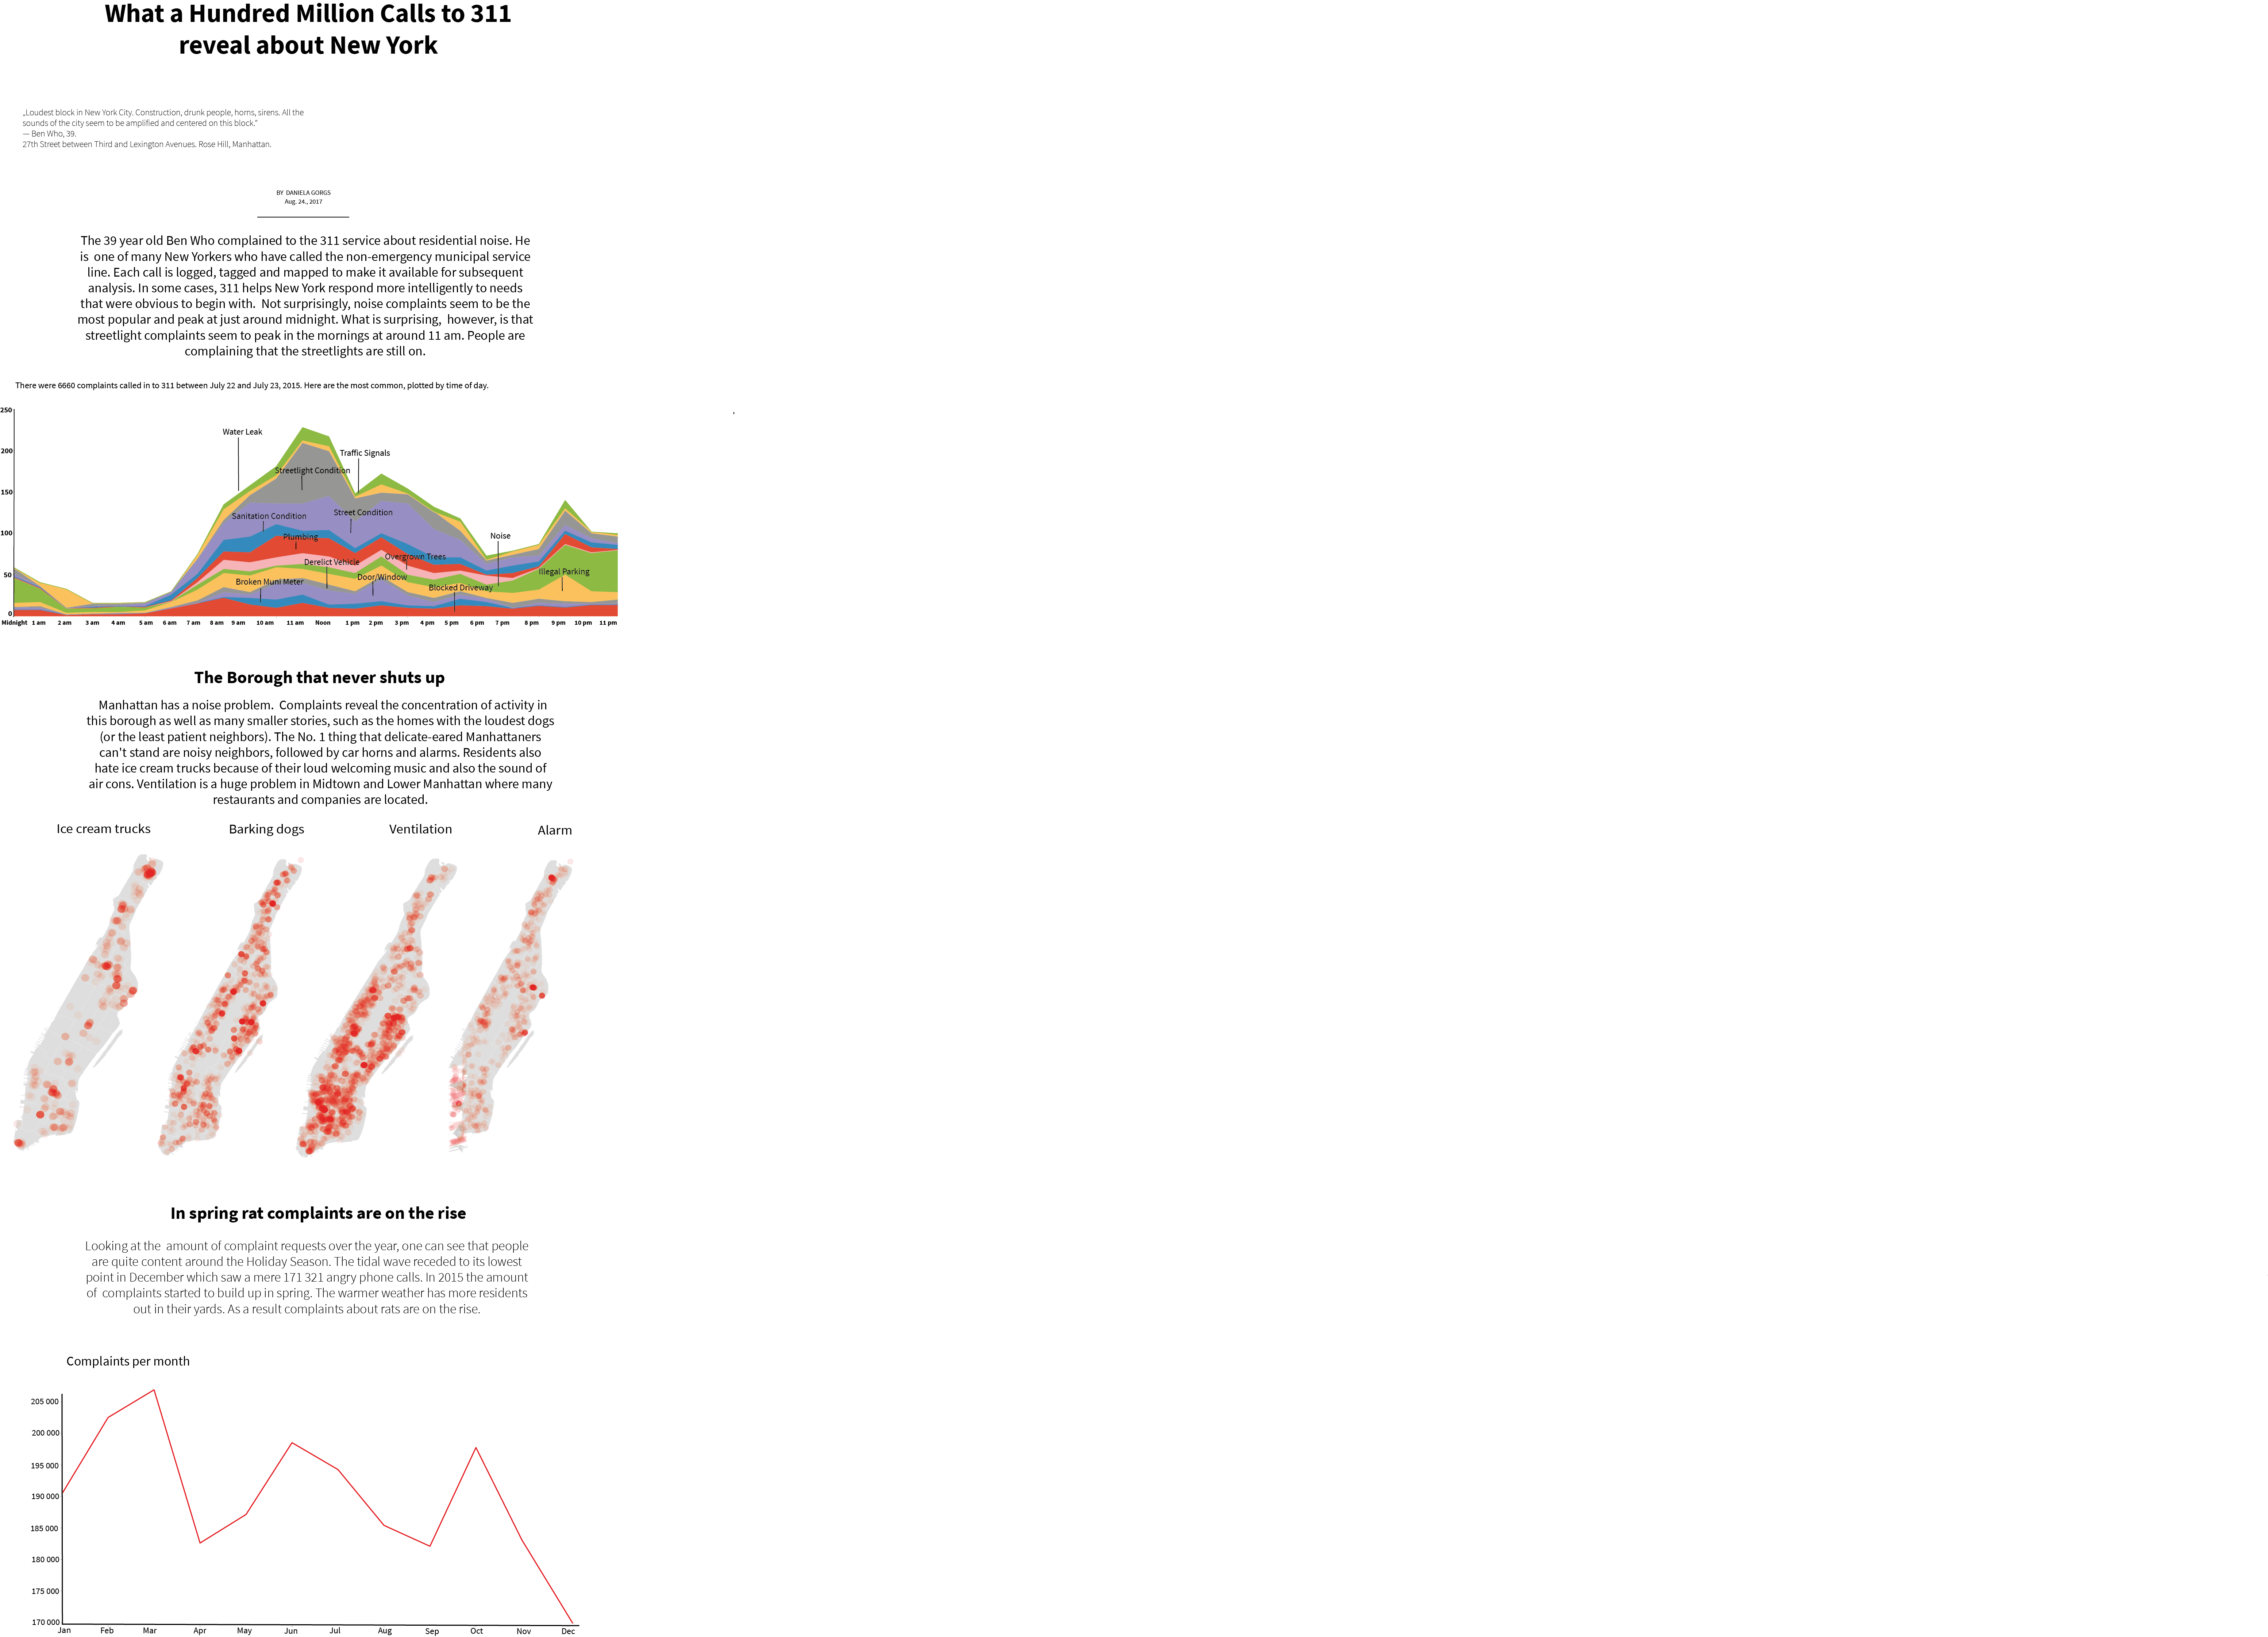 What a Hundred Million Calls to 311
reveal about New York
„Loudest block in New York City. Construction, drunk people, horns, sirens. All the
sounds of the city seem to be amplified and centered on this block.“
— Ben Who, 39.
27th Street between Third and Lexington Avenues. Rose Hill, Manhattan.
BY DANIELA GORGS
Aug. 24., 2017
The 39 year old Ben Who complained to the 311 service about residential noise. He
is one of many New Yorkers who have called the non-emergency municipal service
line. Each call is logged, tagged and mapped to make it available for subsequent
analysis. In some cases, 311 helps New York respond more intelligently to needs
that were obvious to begin with. Not surprisingly, noise complaints seem to be the
most popular and peak at just around midnight. What is surprising, however, is that
streetlight complaints seem to peak in the mornings at around 11 am. People are
complaining that the streetlights are still on.
There were 6660 complaints called in to 311 between July 22 and July 23, 2015. Here are the most common, plotted by time of day.
250
200
150
100
50
0
Water Leak
Traffic Signals
Streetlight Condition
Sanitation Condition
Street Condition
Plumbing
Noise
Overgrown Trees
Derelict Vehicle
Illegal Parking
Door/Window
Broken Muni Meter
Blocked Driveway
Midnight 1 am 2 am 3 am 4 am 5 am 6 am 7 am 8 am 9 am 10 am 11 am Noon 1 pm 2 pm 3 pm 4 pm 5 pm 6 pm 7 pm 8 pm 9 pm 10 pm 11 pm
The Borough that never shuts up
Manhattan has a noise problem. Complaints reveal the concentration of activity in
this borough as well as many smaller stories, such as the homes with the loudest dogs
(or the least patient neighbors). The No. 1 thing that delicate-eared Manhattaners
can't stand are noisy neighbors, followed by car horns and alarms. Residents also
hate ice cream trucks because of their loud welcoming music and also the sound of
air cons. Ventilation is a huge problem in Midtown and Lower Manhattan where many
restaurants and companies are located.
Ice cream trucks
Barking dogs
Ventilation
Alarm
In spring rat complaints are on the rise
Looking at the amount of complaint requests over the year, one can see that people
are quite content around the Holiday Season. The tidal wave receded to its lowest
point in December which saw a mere 171 321 angry phone calls. In 2015 the amount
of complaints started to build up in spring. The warmer weather has more residents
out in their yards. As a result complaints about rats are on the rise.
Complaints per month
205 000
200 000
195 000
190 000
185 000
180 000
175 000
170 000
Jan Feb Mar Apr May Jun Jul Aug Sep Oct Nov Dec